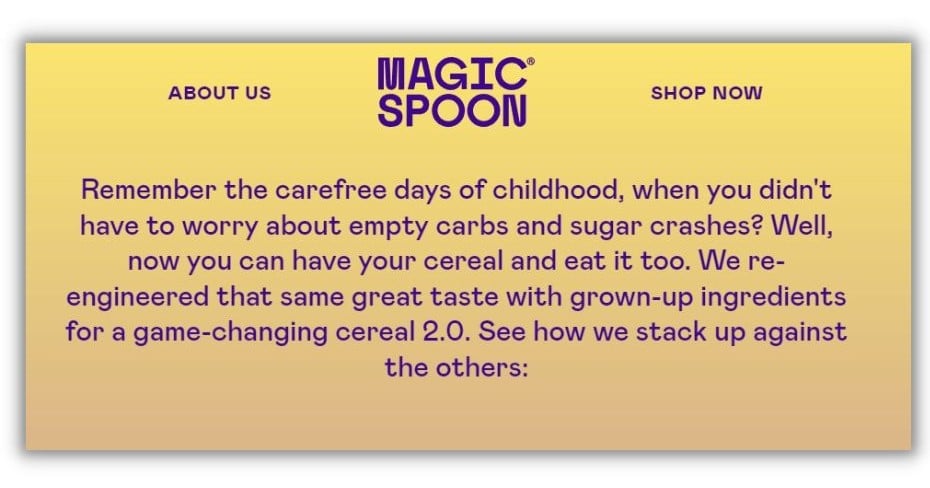 ABOUT US
MAGIC®
SPOON
SHOP NOW
Remember the carefree days of childhood, when you didn't
have to worry about empty carbs and sugar crashes? Well,
now you can have your cereal and eat it too. We re-
engineered that same great taste with grown-up ingredients
for a game-changing cereal 2.0. See how we stack up against
the others: